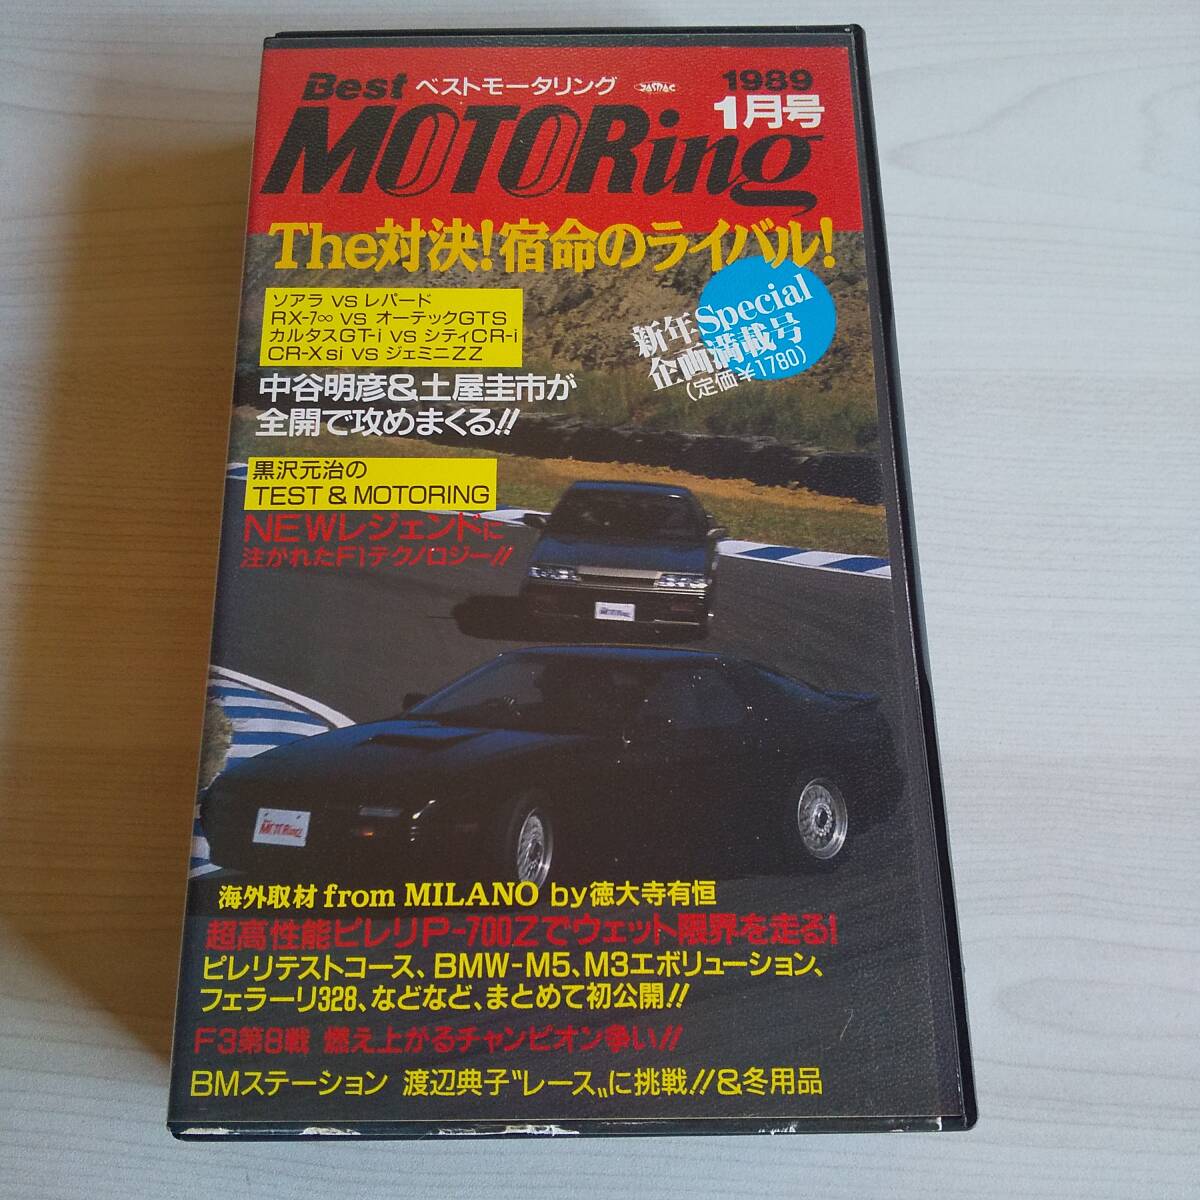 Best ベストモータリング
1989
MOTORing 1月号
The対決!宿命のライバル!
ソアラ VS レパード
RX-7∞ VS オーテックGTS
カルタスGT-i VS シティCR-i
CR-X si VS ジェミニZZ
新年Special
企画満載号
(定価¥1780)
中谷明彦&土屋圭市が
全開で攻めまくる!!
黒沢元治の
TEST & MOTORING
NEWレジェンドに
注がれたF1テクノロジー!!
MOTORing
MOTORing
海外取材 from MILANO by徳大寺有恒
超高性能ピレリP-700Zでウェット限界を走る!
ピレリテストコース、BMW-M5、M3エボリューション、
フェラーリ328、などなど、まとめて初公開!!
F3第8戦 燃え上がるチャンピオン争い!!
BMステーション 渡辺典子〝レース〟に挑戦!!&冬用品